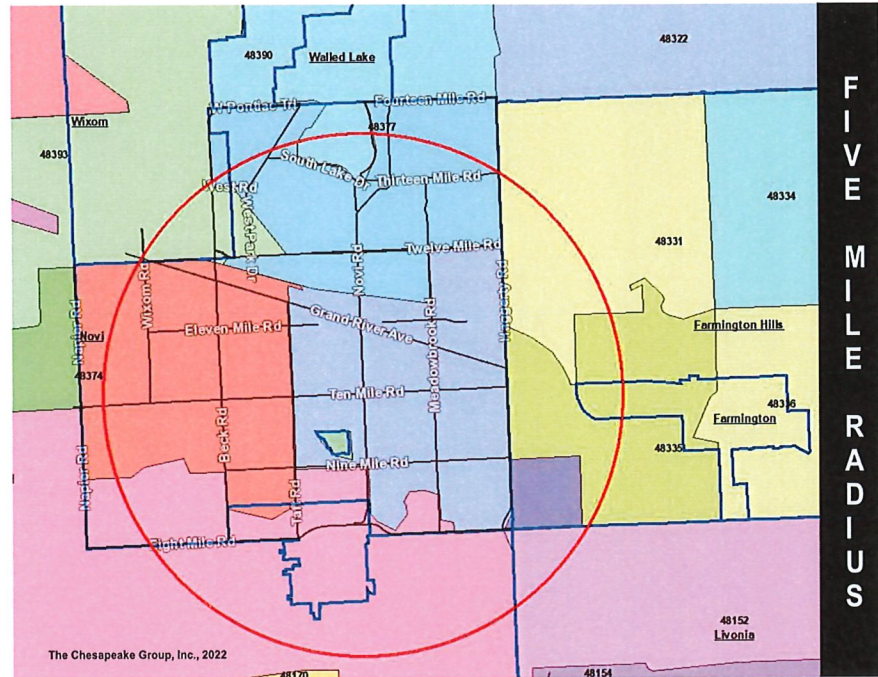 48322
48390
Walled Lake
W Pontiac Trl
Fourteen Mile Rd
Wixom
48377
48393
South Lake Dr
Thirteen Mile Rd
West Rd
48334
West Park Dr
48331
Twelve Mile Rd
Novi Rd
Haggerty Rd
Wixom Rd
Napier Rd
Grand River Ave
Meadowbrook Rd
Eleven Mile Rd
Farmington Hills
Novi
48374
Ten Mile Rd
48336
Farmington
Beck Rd
48335
Nine Mile Rd
Napier Rd
Taft Rd
Eight Mile Rd
48152
Livonia
The Chesapeake Group, Inc., 2022
48170
48154
FIVE MILE RADIUS